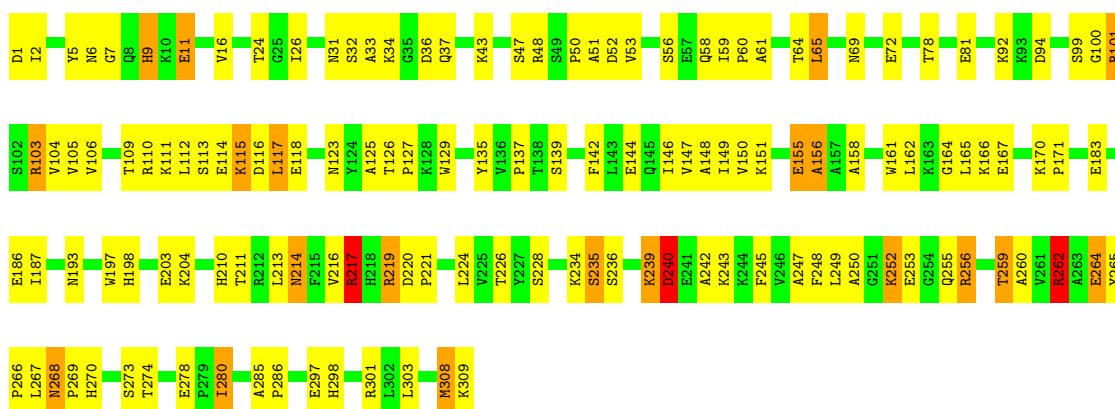 D1 I2 Y5 N6 G7 Q8 H9 K10 E11 V16 T24 G25 I26 N31 S32 A33 K34 G35 D36 Q37 K43 S47 R48 S49 P50 A51 D52 V53 S56 E57 Q58 I59 P60 A61 T64 L65 N69 E72 T78 E81 K92 K93 D94 S99 G100 R101
S102 R103 V104 V105 V106 T109 R110 K111 L112 S113 E114 K115 D116 L117 E118 N123 Y124 A125 T126 P127 K128 W129 Y135 V136 P137 T138 S139 F142 L143 E144 Q145 I146 V147 A148 I149 V150 K151 E155 A156 A157 A158 W161 L162 K163 G164 L165 K166 E167 K170 P171 E183
E186 I187 N193 W197 H198 E203 K204 H210 T211 R212 L213 N214 F215 V216 R217 H218 R219 D220 P221 L224 V225 T226 Y227 S228 K234 S235 S236 K239 D240 E241 A242 K243 K244 F245 V246 A247 F248 L249 A250 G251 K252 E253 G254 Q255 R256 T259 A260 V261 R262 A263 E264 Y265
P266 L267 N268 P269 H270 S273 T274 E278 P279 I280 A285 P286 E297 H298 R301 L302 L303 M308 K309